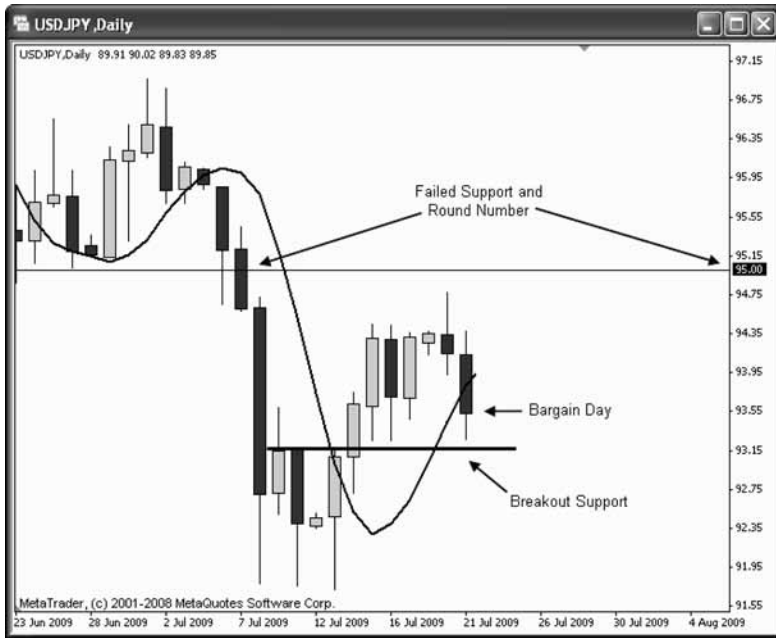 USDJPY,Daily
USDJPY,Daily 89.91 90.02 89.83 89.85
97.15
96.75
96.35
95.95
Failed Support and
Round Number
95.55
95.15
95.00
94.75
94.35
93.95
Bargain Day
93.55
93.15
Breakout Support
92.75
92.35
91.95
MetaTrader, (c) 2001-2008 MetaQuotes Software Corp.
91.55
23 Jun 2009 28 Jun 2009 2 Jul 2009 7 Jul 2009 12 Jul 2009 16 Jul 2009 21 Jul 2009 26 Jul 2009 30 Jul 2009 4 Aug 2009